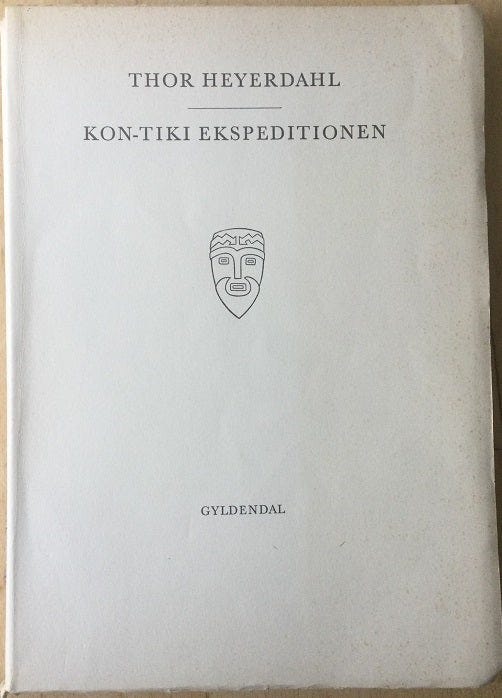 THOR HEYERDAHL
KON-TIKI EKSPEDITIONEN
GYLDENDAL